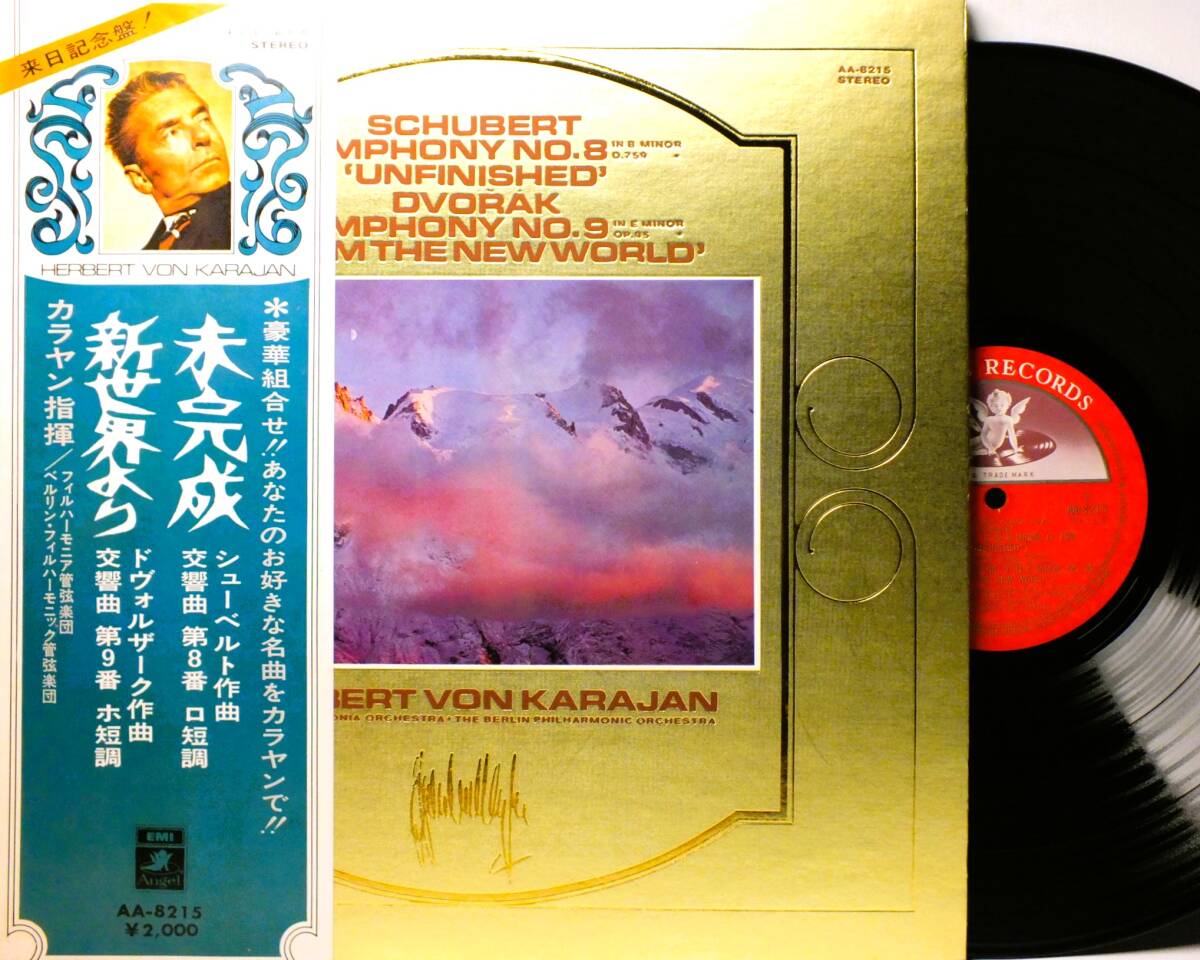 来日記念盤!
STEREO
HERBERT VON KARAJAN
*豪華組合せ!!あなたのお好きな名曲をカラヤンで!!
未完成
シューベルト作曲
交響曲 第8番 ロ短調
新世界より
ドヴォルザーク作曲
交響曲 第9番 ホ短調
カラヤン指揮/
フィルハーモニア管弦楽団
ベルリン・フィルハーモニック管弦楽団
EMI
Angel
AA-8215
¥2,000
AA-8215
STEREO
SCHUBERT
MPHONY NO.8 IN B MINOR
D.759
'UNFINISHED'
DVOŘÁK
MPHONY NO.9 IN E MINOR
OP.95
M THE NEW WORLD'
BERT VON KARAJAN
ONIA ORCHESTRA • THE BERLIN PHILHARMONIC ORCHESTRA
RECORDS
TRADE MARK
AA-8215